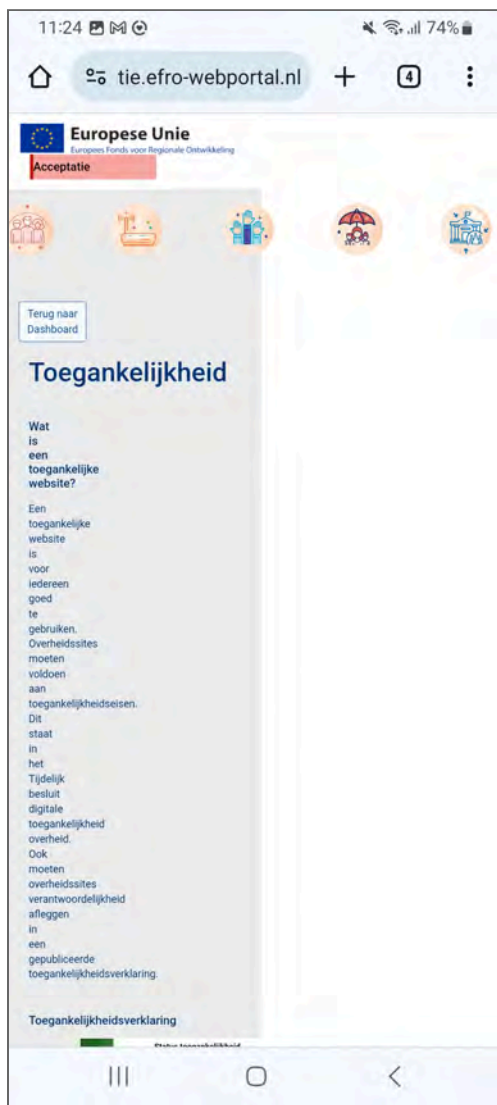 11:24
74%
tie.efro-webportal.nl
4
Europese Unie
Europees Fonds voor Regionale Ontwikkeling
Acceptatie
Terug naar
Dashboard
Toegankelijkheid
Wat
is
een
toegankelijke
website?
Een
toegankelijke
website
is
voor
iedereen
goed
te
gebruiken.
Overheidssites
moeten
voldoen
aan
toegankelijkheidseisen.
Dit
staat
in
het
Tijdelijk
besluit
digitale
toegankelijkheid
overheid.
Ook
moeten
overheidssites
verantwoordelijkheid
afleggen
in
een
gepubliceerde
toegankelijkheidsverklaring.
Toegankelijkheidsverklaring